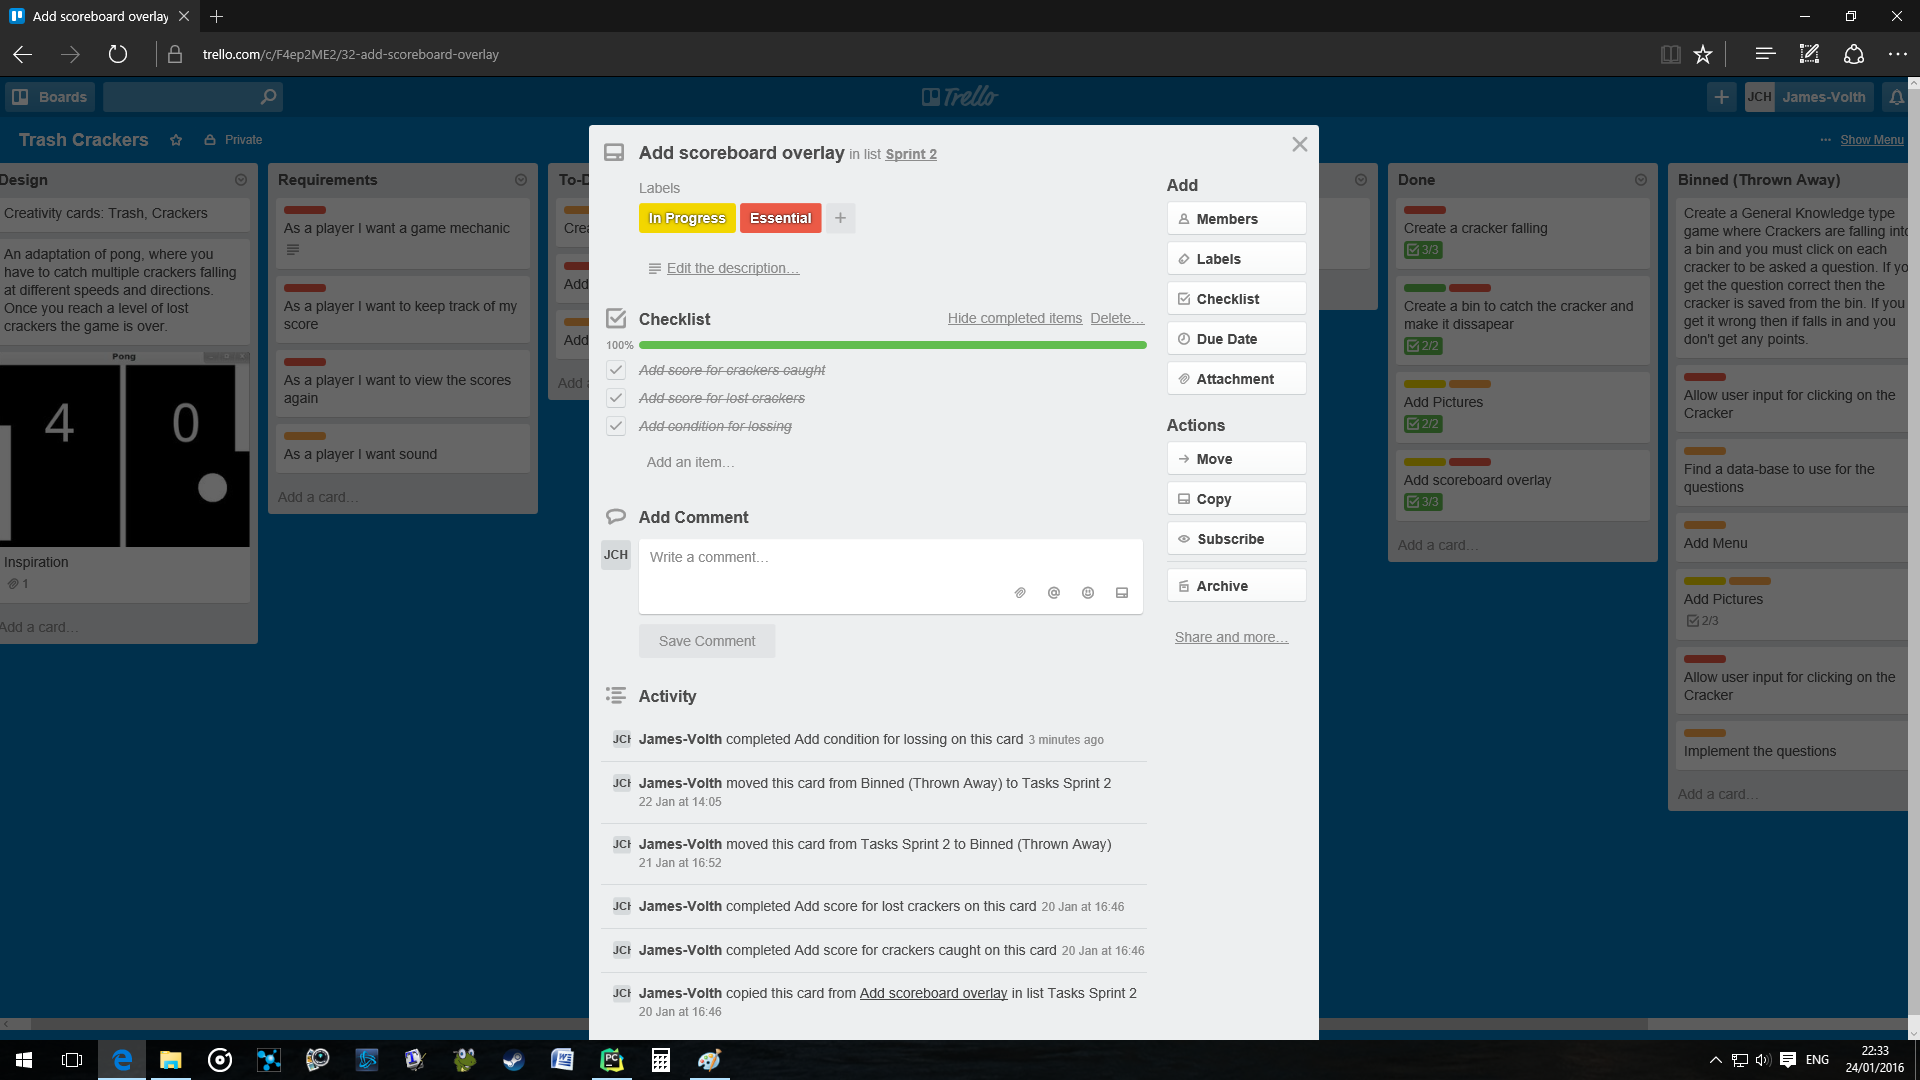 Add scoreboard overlay
trello.com/c/F4ep2ME2/32-add-scoreboard-overlay
Boards
Trello
JCH James-Volth
Trash Crackers
Private
... Show Menu
Design
Creativity cards: Trash, Crackers
An adaptation of pong, where you
have to catch multiple crackers falling
at different speeds and directions.
Once you reach a level of lost
crackers the game is over.
Pong
4 0
Inspiration
1
Add a card…
Requirements
As a player I want a game mechanic
As a player I want to keep track of my
score
As a player I want to view the scores
again
As a player I want sound
Add a card…
To-D
Crea
Add
Add
Add a
Add scoreboard overlay in list Sprint 2
Labels
In Progress Essential +
Edit the description…
Checklist
Hide completed items Delete…
100%
Add score for crackers caught
Add score for lost crackers
Add condition for lossing
Add an item…
Add Comment
JCH
Write a comment…
Save Comment
Activity
JCH James-Volth completed Add condition for lossing on this card 3 minutes ago
JCH James-Volth moved this card from Binned (Thrown Away) to Tasks Sprint 2
22 Jan at 14:05
JCH James-Volth moved this card from Tasks Sprint 2 to Binned (Thrown Away)
21 Jan at 16:52
JCH James-Volth completed Add score for lost crackers on this card 20 Jan at 16:46
JCH James-Volth completed Add score for crackers caught on this card 20 Jan at 16:46
JCH James-Volth copied this card from Add scoreboard overlay in list Tasks Sprint 2
20 Jan at 16:46
Add
Members
Labels
Checklist
Due Date
Attachment
Actions
Move
Copy
Subscribe
Archive
Share and more…
Done
Create a cracker falling
3/3
Create a bin to catch the cracker and
make it dissapear
2/2
Add Pictures
2/2
Add scoreboard overlay
3/3
Add a card…
Binned (Thrown Away)
Create a General Knowledge type
game where Crackers are falling into
a bin and you must click on each
cracker to be asked a question. If yo
get the question correct then the
cracker is saved from the bin. If you
get it wrong then if falls in and you
don't get any points.
Allow user input for clicking on the
Cracker
Find a data-base to use for the
questions
Add Menu
Add Pictures
2/3
Allow user input for clicking on the
Cracker
Implement the questions
Add a card…
ENG
22:33
24/01/2016